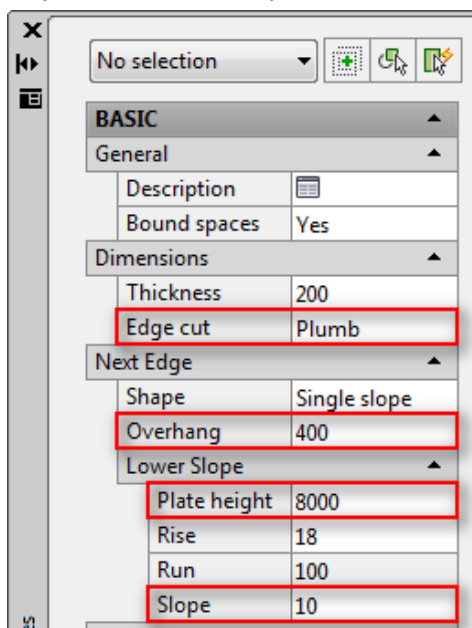 No selection
BASIC
General
Description
Bound spaces Yes
Dimensions
Thickness 200
Edge cut Plumb
Next Edge
Shape Single slope
Overhang 400
Lower Slope
Plate height 8000
Rise 18
Run 100
Slope 10